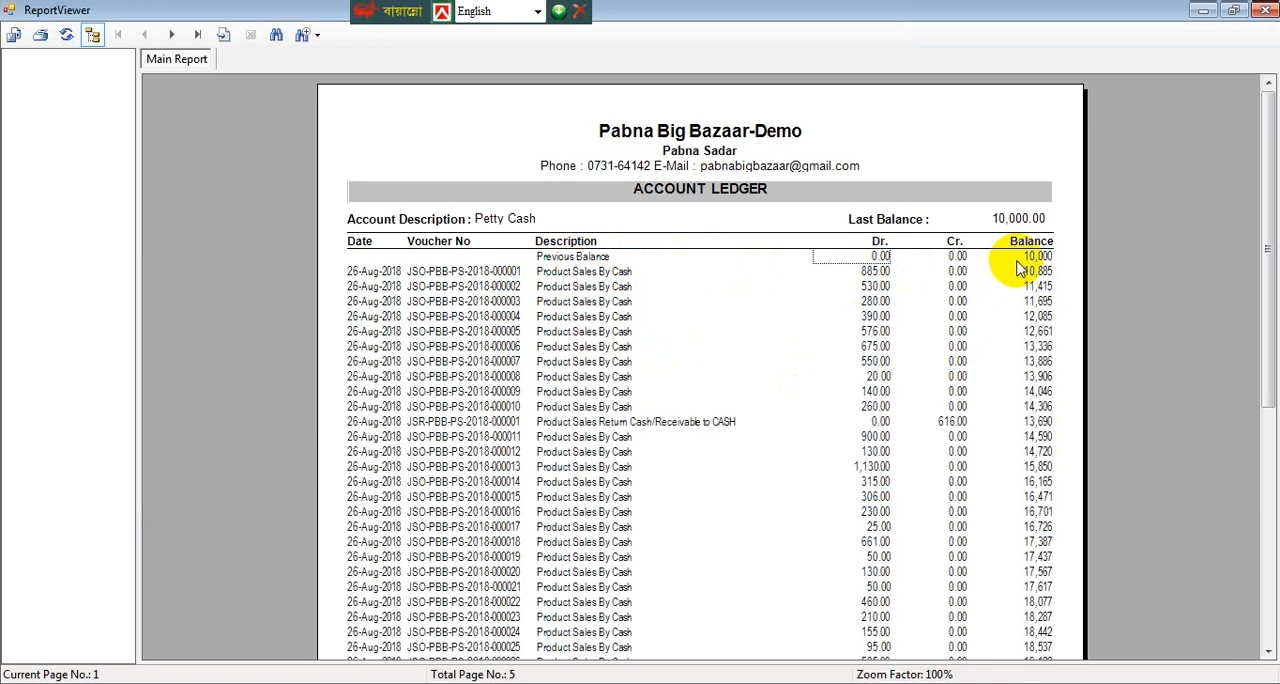 ReportViewer
বায়ান্নো English
Main Report
Pabna Big Bazaar-Demo
Pabna Sadar
Phone : 0731-64142 E-Mail : pabnabigbazaar@gmail.com
ACCOUNT LEDGER
Account Description : Petty Cash Last Balance : 10,000.00
Date Voucher No Description Dr. Cr. Balance
Previous Balance 0.00 0.00 10,000
26-Aug-2018 JSO-PBB-PS-2018-000001 Product Sales By Cash 885.00 0.00 10,885
26-Aug-2018 JSO-PBB-PS-2018-000002 Product Sales By Cash 530.00 0.00 11,415
26-Aug-2018 JSO-PBB-PS-2018-000003 Product Sales By Cash 280.00 0.00 11,695
26-Aug-2018 JSO-PBB-PS-2018-000004 Product Sales By Cash 390.00 0.00 12,085
26-Aug-2018 JSO-PBB-PS-2018-000005 Product Sales By Cash 576.00 0.00 12,661
26-Aug-2018 JSO-PBB-PS-2018-000006 Product Sales By Cash 675.00 0.00 13,336
26-Aug-2018 JSO-PBB-PS-2018-000007 Product Sales By Cash 550.00 0.00 13,886
26-Aug-2018 JSO-PBB-PS-2018-000008 Product Sales By Cash 20.00 0.00 13,906
26-Aug-2018 JSO-PBB-PS-2018-000009 Product Sales By Cash 140.00 0.00 14,046
26-Aug-2018 JSO-PBB-PS-2018-000010 Product Sales By Cash 260.00 0.00 14,306
26-Aug-2018 JSR-PBB-PS-2018-000001 Product Sales Return Cash/Receivable to CASH 0.00 616.00 13,690
26-Aug-2018 JSO-PBB-PS-2018-000011 Product Sales By Cash 900.00 0.00 14,590
26-Aug-2018 JSO-PBB-PS-2018-000012 Product Sales By Cash 130.00 0.00 14,720
26-Aug-2018 JSO-PBB-PS-2018-000013 Product Sales By Cash 1,130.00 0.00 15,850
26-Aug-2018 JSO-PBB-PS-2018-000014 Product Sales By Cash 315.00 0.00 16,165
26-Aug-2018 JSO-PBB-PS-2018-000015 Product Sales By Cash 306.00 0.00 16,471
26-Aug-2018 JSO-PBB-PS-2018-000016 Product Sales By Cash 230.00 0.00 16,701
26-Aug-2018 JSO-PBB-PS-2018-000017 Product Sales By Cash 25.00 0.00 16,726
26-Aug-2018 JSO-PBB-PS-2018-000018 Product Sales By Cash 661.00 0.00 17,387
26-Aug-2018 JSO-PBB-PS-2018-000019 Product Sales By Cash 50.00 0.00 17,437
26-Aug-2018 JSO-PBB-PS-2018-000020 Product Sales By Cash 130.00 0.00 17,567
26-Aug-2018 JSO-PBB-PS-2018-000021 Product Sales By Cash 50.00 0.00 17,617
26-Aug-2018 JSO-PBB-PS-2018-000022 Product Sales By Cash 460.00 0.00 18,077
26-Aug-2018 JSO-PBB-PS-2018-000023 Product Sales By Cash 210.00 0.00 18,287
26-Aug-2018 JSO-PBB-PS-2018-000024 Product Sales By Cash 155.00 0.00 18,442
26-Aug-2018 JSO-PBB-PS-2018-000025 Product Sales By Cash 95.00 0.00 18,537
Current Page No.: 1 Total Page No.: 5 Zoom Factor: 100%